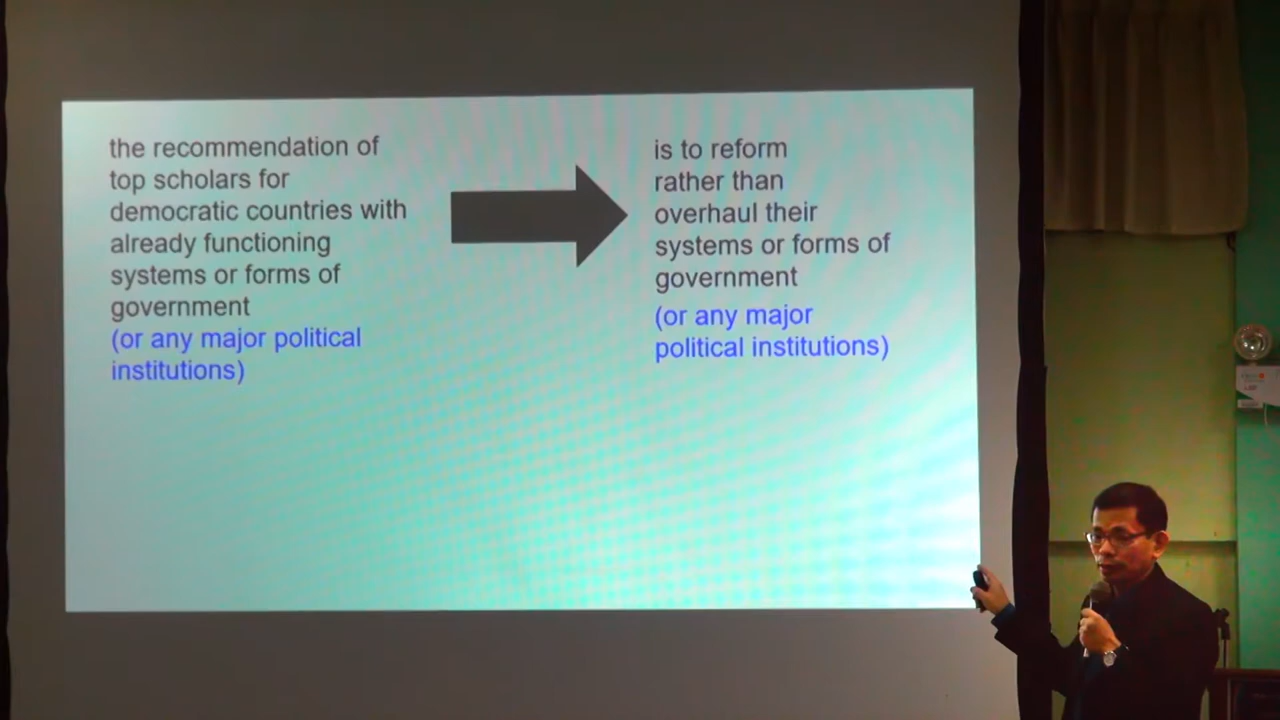 the recommendation of
top scholars for
democratic countries with
already functioning
systems or forms of
government
(or any major political
institutions)
is to reform
rather than
overhaul their
systems or forms of
government
(or any major
political institutions)